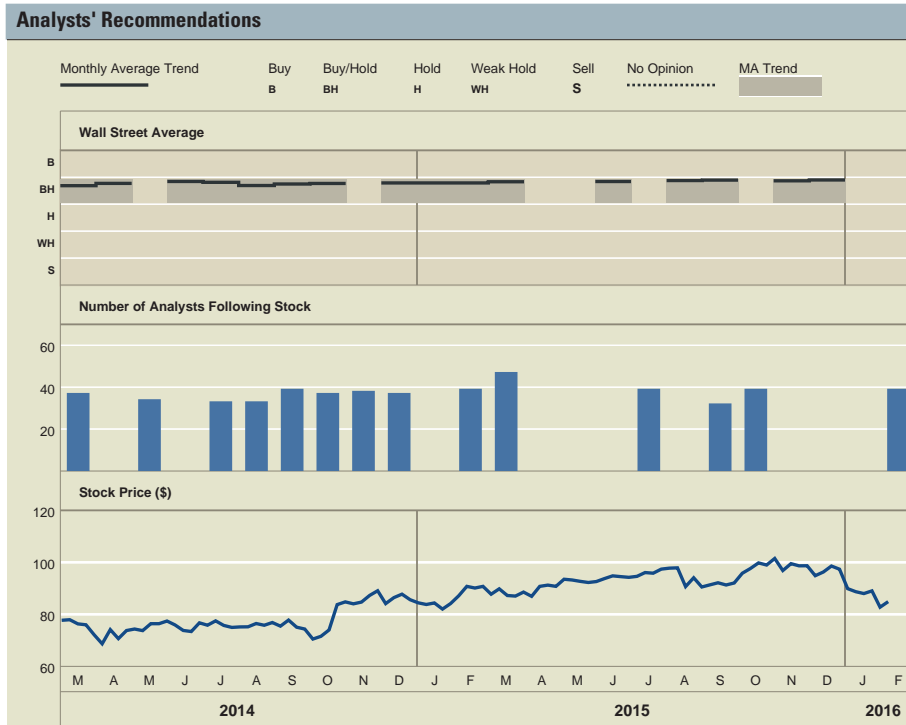 Analysts' Recommendations
Monthly Average Trend Buy Buy/Hold Hold Weak Hold Sell No Opinion MA Trend
B BH H WH S
Wall Street Average
B
BH
H
WH
S
Number of Analysts Following Stock
60
40
20
Stock Price ($)
120
100
80
60
M A M J J A S O N D J F M A M J J A S O N D J F
2014 2015 2016